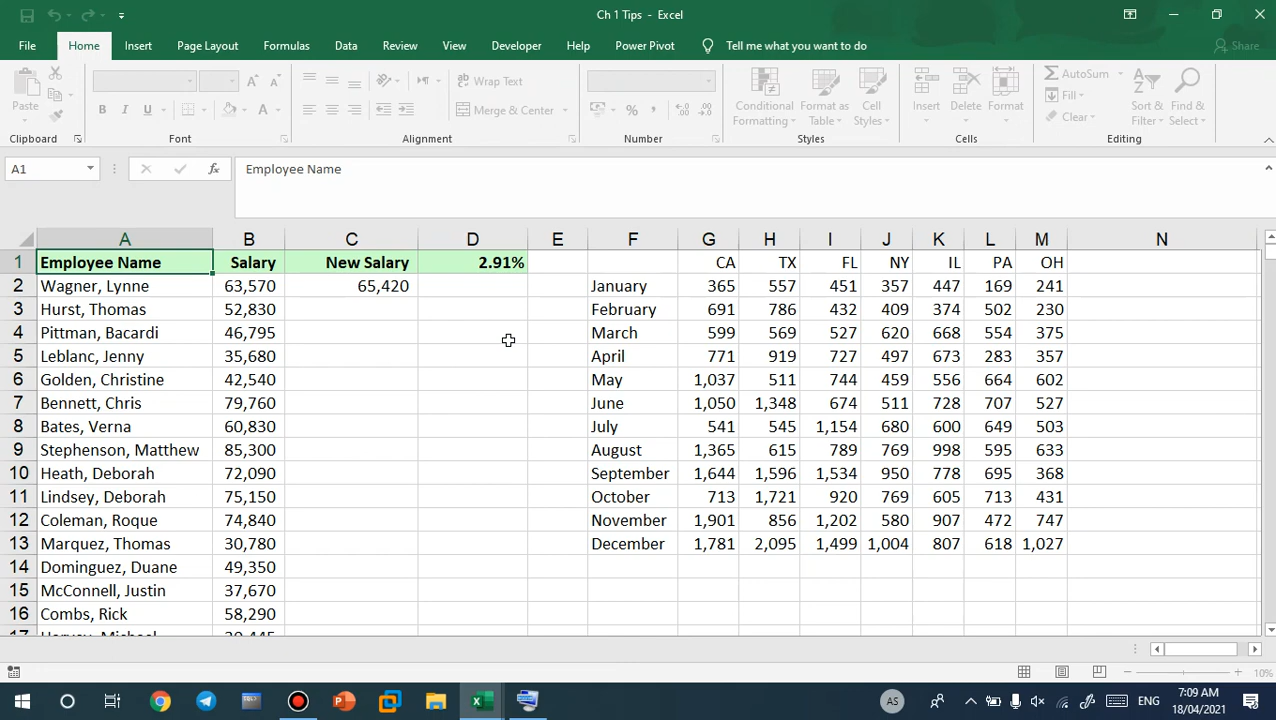 Ch 1 Tips - Excel
File Home Insert Page Layout Formulas Data Review View Developer Help Power Pivot Tell me what you want to do Share
Paste Wrap Text Merge & Center Conditional Formatting Format as Table Cell Styles Insert Delete Format AutoSum Fill Clear Sort & Filter Find & Select
Clipboard Font Alignment Number Styles Cells Editing
A1 fx Employee Name
A B C D E F G H I J K L M N
1 Employee Name Salary New Salary 2.91% CA TX FL NY IL PA OH
2 Wagner, Lynne 63,570 65,420 January 365 557 451 357 447 169 241
3 Hurst, Thomas 52,830 February 691 786 432 409 374 502 230
4 Pittman, Bacardi 46,795 March 599 569 527 620 668 554 375
5 Leblanc, Jenny 35,680 April 771 919 727 497 673 283 357
6 Golden, Christine 42,540 May 1,037 511 744 459 556 664 602
7 Bennett, Chris 79,760 June 1,050 1,348 674 511 728 707 527
8 Bates, Verna 60,830 July 541 545 1,154 680 600 649 503
9 Stephenson, Matthew 85,300 August 1,365 615 789 769 998 595 633
10 Heath, Deborah 72,090 September 1,644 1,596 1,534 950 778 695 368
11 Lindsey, Deborah 75,150 October 713 1,721 920 769 605 713 431
12 Coleman, Roque 74,840 November 1,901 856 1,202 580 907 472 747
13 Marquez, Thomas 30,780 December 1,781 2,095 1,499 1,004 807 618 1,027
14 Dominguez, Duane 49,350
15 McConnell, Justin 37,670
16 Combs, Rick 58,290
17 Harvey, Michael
10%
AS ENG 7:09 AM
18/04/2021